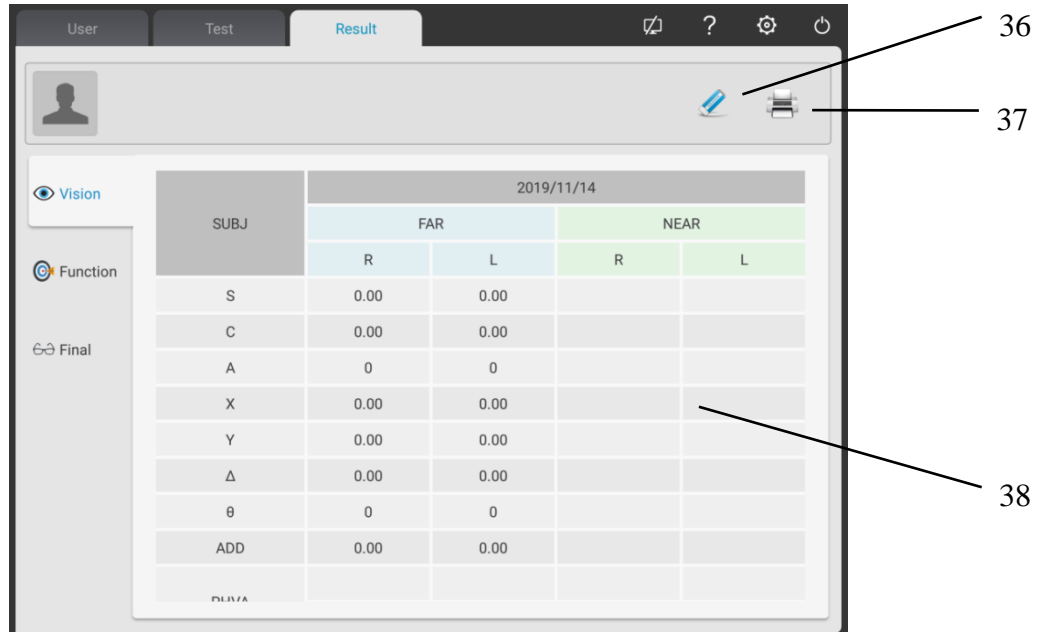 User Test Result ?
36
37
2019/11/14
Vision
SUBJ FAR NEAR
R L R L
Function
S 0.00 0.00
C 0.00 0.00
Final
A 0 0
X 0.00 0.00
Y 0.00 0.00
Δ 0.00 0.00
38
θ 0 0
ADD 0.00 0.00